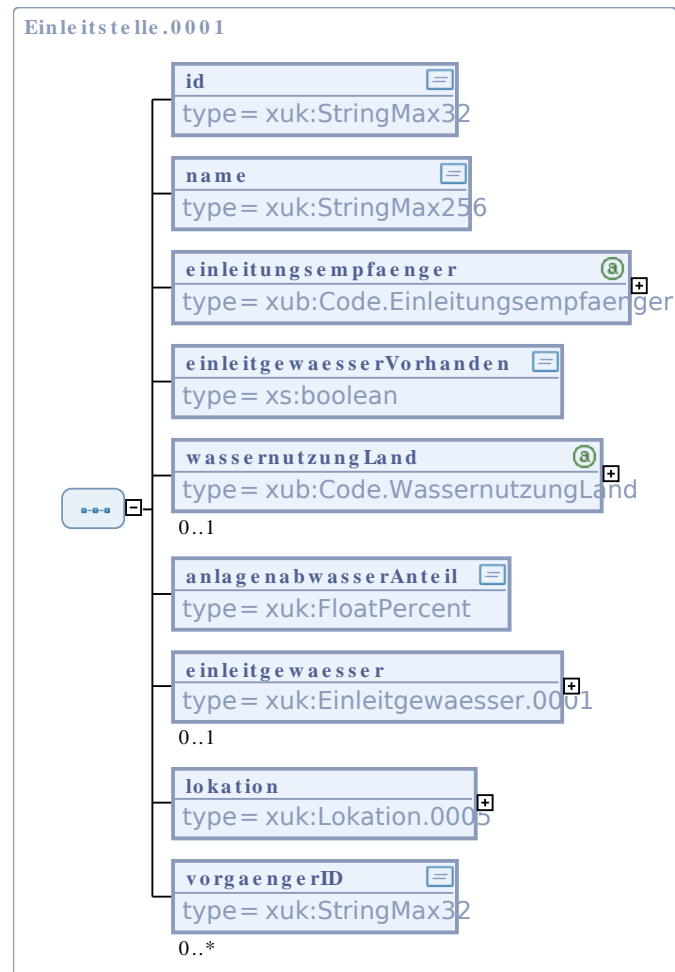 Einleitstelle.0001
id
type= xuk:StringMax32
name
type= xuk:StringMax256
einleitungsempfaenger
type= xub:Code.Einleitungsempfaenger
einleitgewaesserVorhanden
type= xs:boolean
wassernutzungLand
type= xub:Code.WassernutzungLand
0..1
anlagenabwasserAnteil
type= xuk:FloatPercent
einleitgewaesser
type= xuk:Einleitgewaesser.0001
0..1
lokation
type= xuk:Lokation.0005
vorgaengerID
type= xuk:StringMax32
0..*